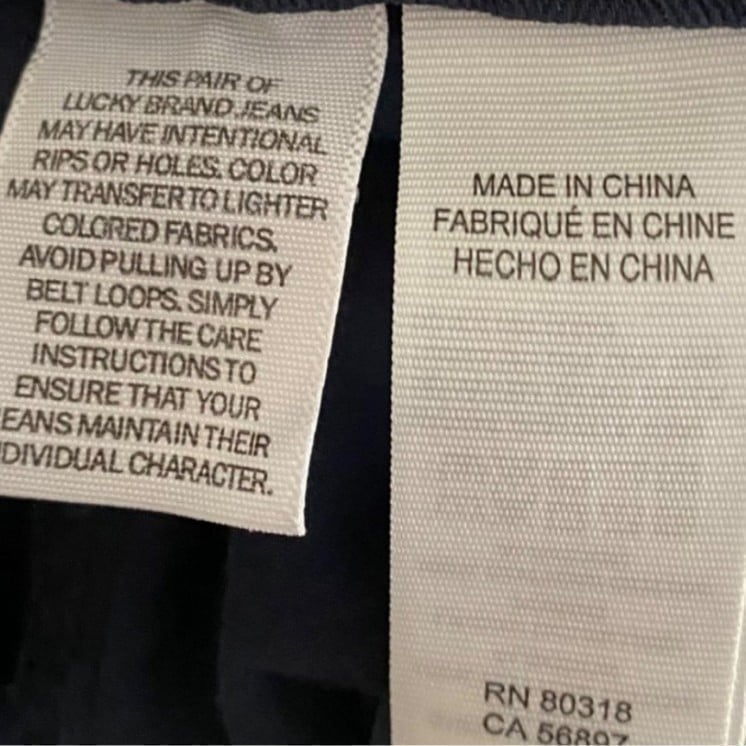 THIS PAIR OF
LUCKY BRAND JEANS
MAY HAVE INTENTIONAL
RIPS OR HOLES. COLOR
MAY TRANSFER TO LIGHTER
COLORED FABRICS.
AVOID PULLING UP BY
BELT LOOPS. SIMPLY
FOLLOW THE CARE
INSTRUCTIONS TO
ENSURE THAT YOUR
EANS MAINTAIN THEIR
DIVIDUAL CHARACTER.
MADE IN CHINA
FABRIQUÉ EN CHINE
HECHO EN CHINA
RN 80318
CA 56897